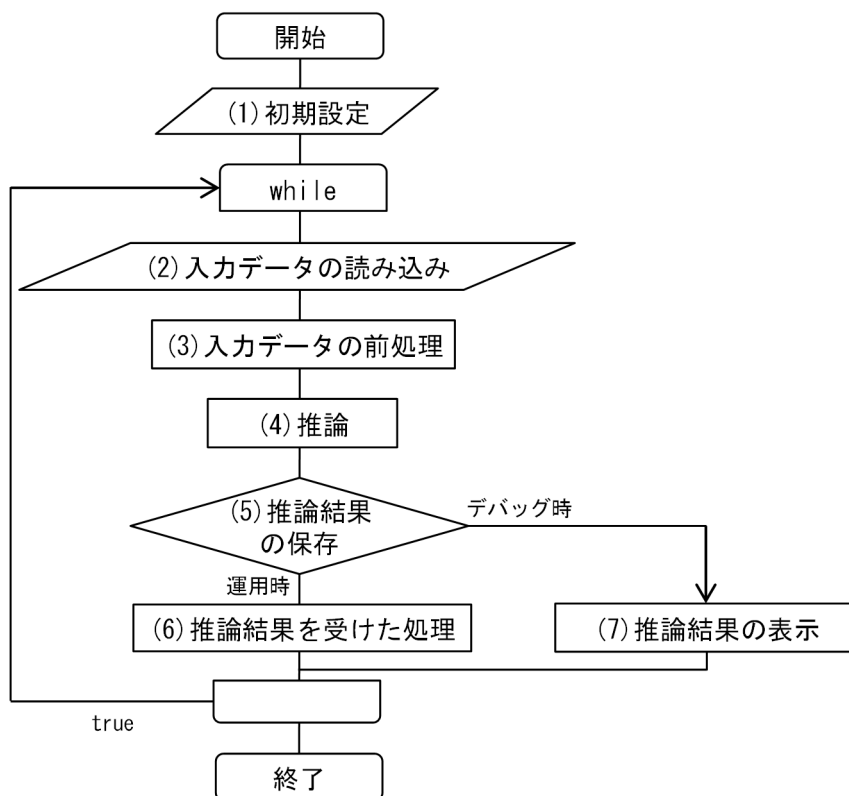 開始
(1)初期設定
while
(2)入力データの読み込み
(3)入力データの前処理
(4)推論
(5)推論結果
の保存
デバッグ時
運用時
(6)推論結果を受けた処理
(7)推論結果の表示
true
終了